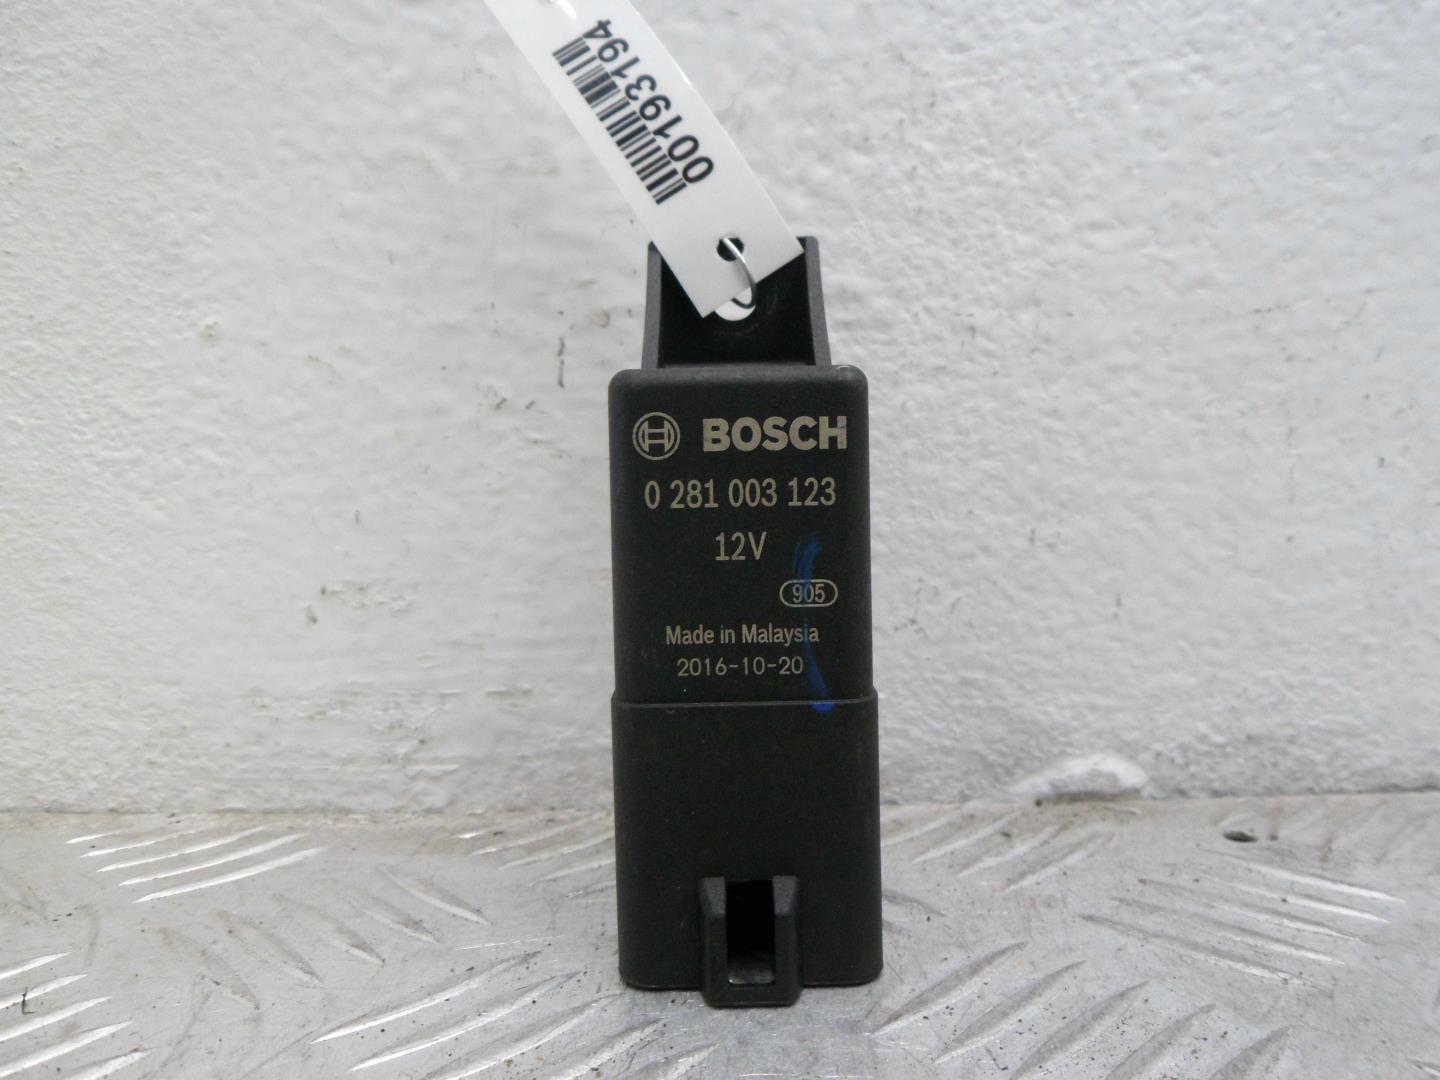 00193194
BOSCH
0 281 003 123
12V
905
Made in Malaysia
2016-10-20